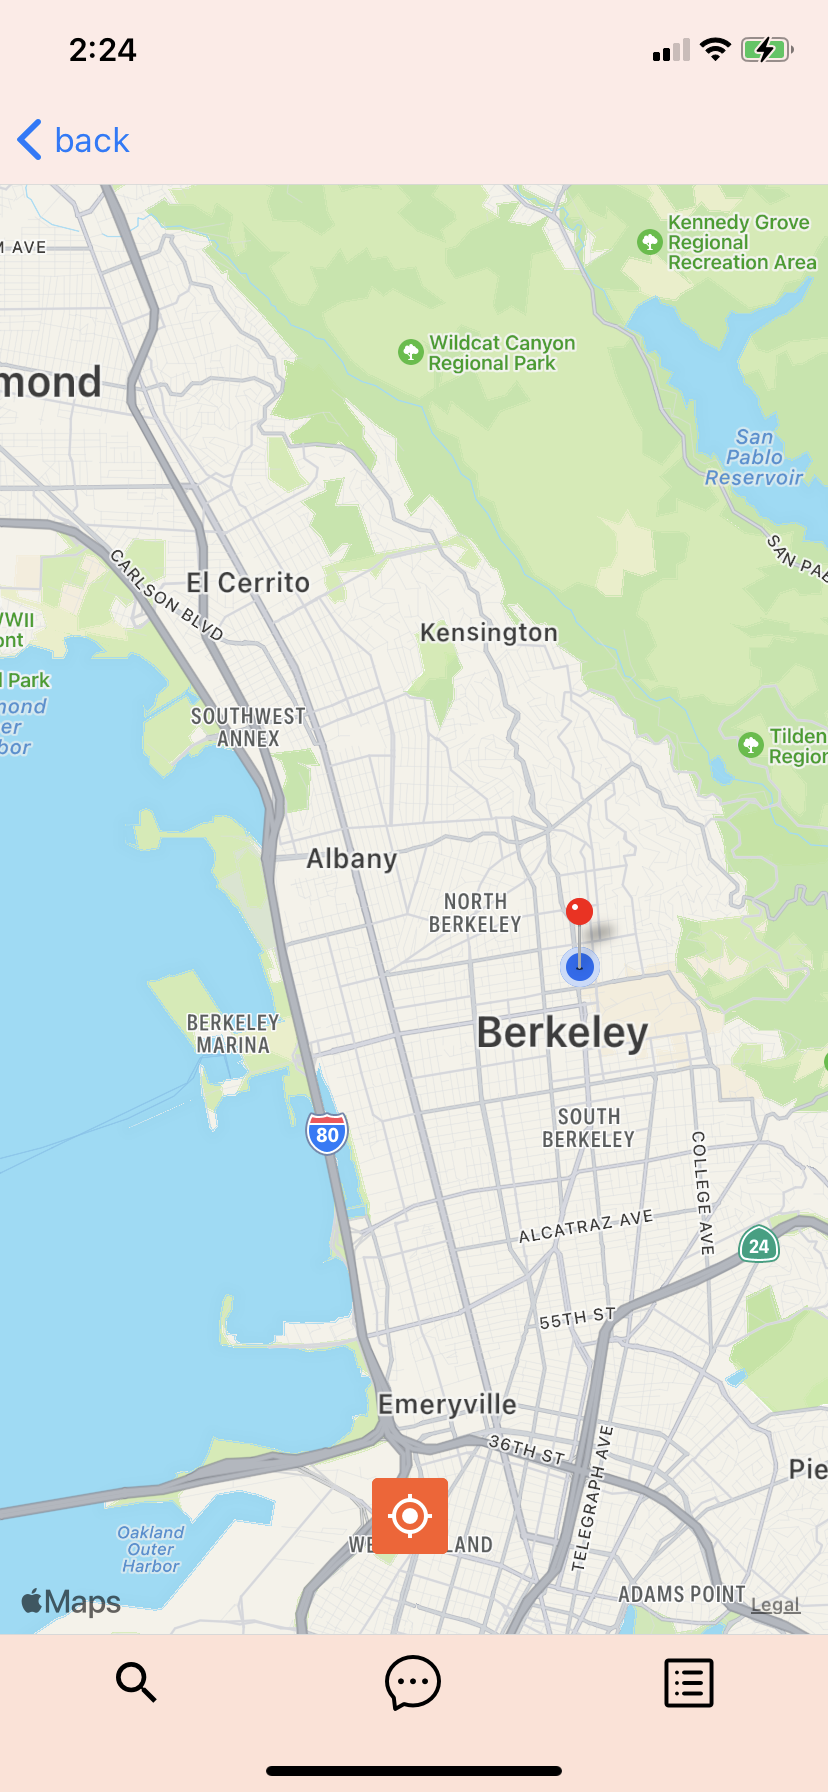 2:24
back
M AVE
Kennedy Grove
Regional
Recreation Area
Wildcat Canyon
Regional Park
mond
San
Pablo
Reservoir
SAN PAB
CARLSON BLVD
El Cerrito
WII
ont
Kensington
l Park
mond
er
bor
SOUTHWEST
ANNEX
Tilden
Region
Albany
NORTH
BERKELEY
BERKELEY
MARINA
Berkeley
80
SOUTH
BERKELEY
COLLEGE AVE
ALCATRAZ AVE
24
55TH ST
Emeryville
36TH ST
TELEGRAPH AVE
Pie
Oakland
Outer
Harbor
WE LAND
ADAMS POINT
Maps
Legal